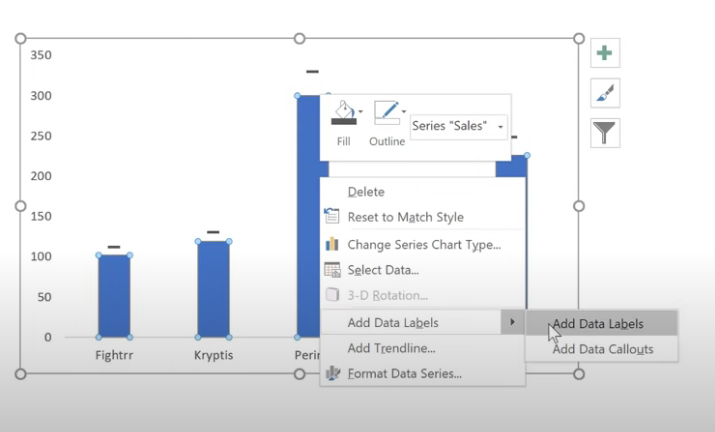 350
300
250
200
150
100
50
0
Fightrr
Kryptis
Fill
Outline
Series "Sales"
Delete
Reset to Match Style
Change Series Chart Type...
Select Data...
3-D Rotation...
Add Data Labels
Add Trendline...
Format Data Series...
Add Data Labels
Add Data Callouts